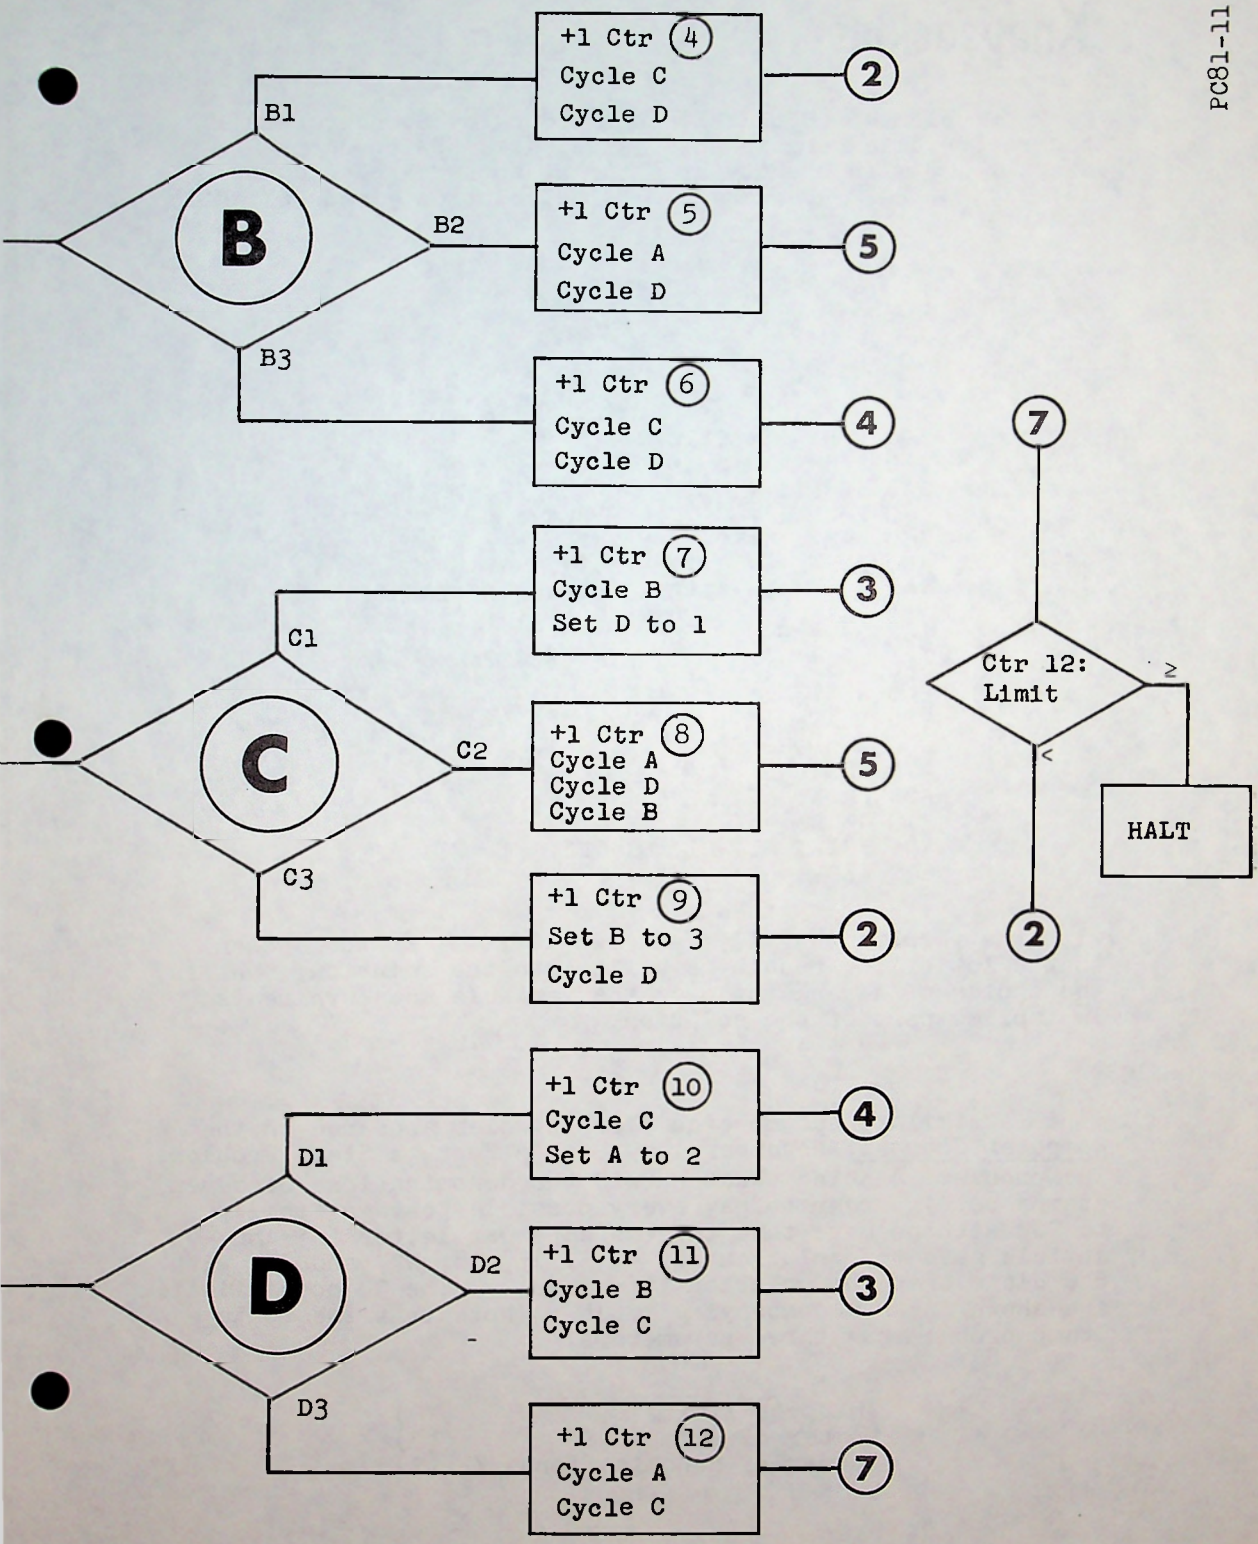 PC81-11
B
B1
+1 Ctr 4
Cycle C
Cycle D
2
B2
+1 Ctr 5
Cycle A
Cycle D
5
B3
+1 Ctr 6
Cycle C
Cycle D
4
C
C1
+1 Ctr 7
Cycle B
Set D to 1
3
C2
+1 Ctr 8
Cycle A
Cycle D
Cycle B
5
C3
+1 Ctr 9
Set B to 3
Cycle D
2
7
Ctr 12:
Limit
≥
<
HALT
2
D
D1
+1 Ctr 10
Cycle C
Set A to 2
4
D2
+1 Ctr 11
Cycle B
Cycle C
3
D3
+1 Ctr 12
Cycle A
Cycle C
7